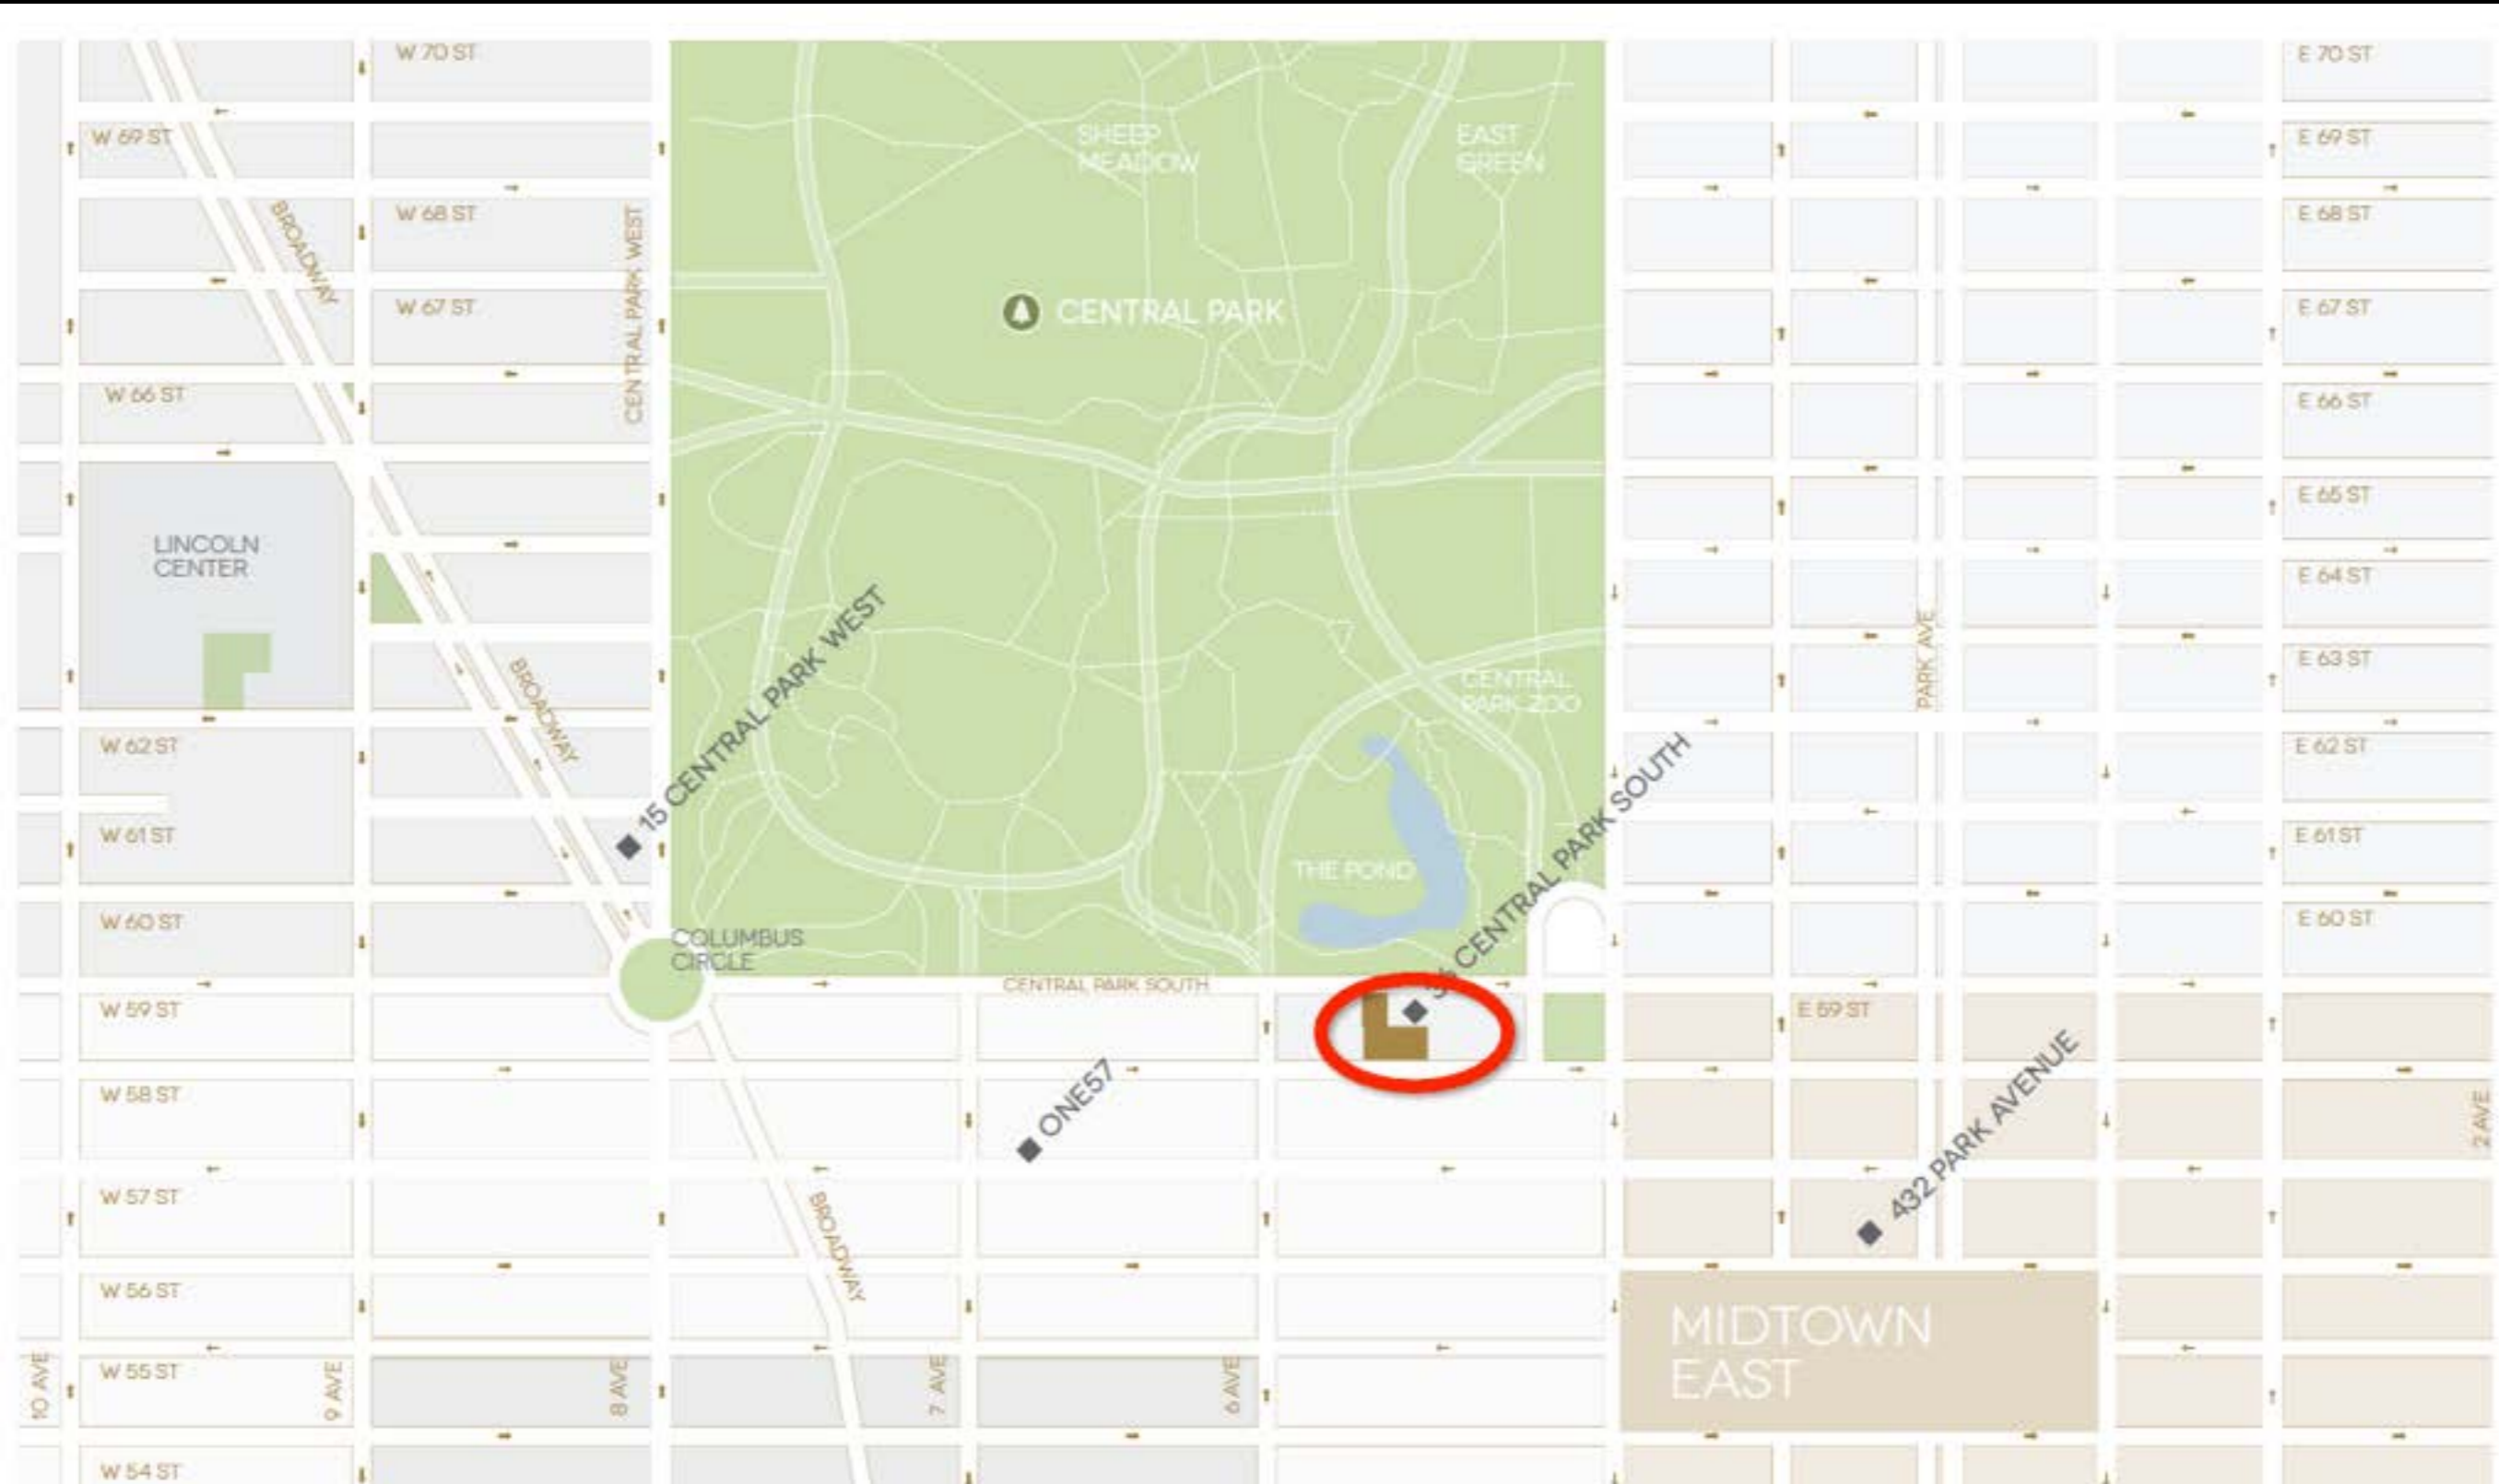 W 70 ST
E 70 ST
W 69 ST
SHEEP
MEADOW
EAST
GREEN
E 69 ST
BROADWAY
W 68 ST
CENTRAL PARK WEST
E 68 ST
W 67 ST
CENTRAL PARK
E 67 ST
W 66 ST
E 66 ST
E 65 ST
LINCOLN
CENTER
E 64 ST
15 CENTRAL PARK WEST
PARK AVE
BROADWAY
CENTRAL
PARK ZOO
E 63 ST
W 62 ST
E 62 ST
W 61 ST
THE POND
CENTRAL PARK SOUTH
E 61 ST
W 60 ST
COLUMBUS
CIRCLE
E 60 ST
CENTRAL PARK SOUTH
W 59 ST
E 59 ST
W 58 ST
ONE57
432 PARK AVENUE
2 AVE
W 57 ST
BROADWAY
W 56 ST
MIDTOWN
EAST
W 55 ST
10 AVE
9 AVE
8 AVE
7 AVE
6 AVE
W 54 ST